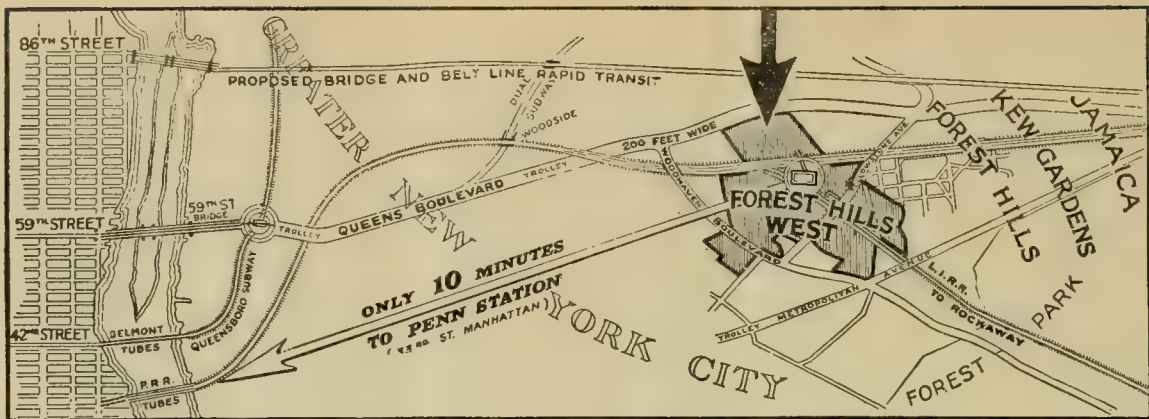 86TH STREET
GREATER
NEW
YORK CITY
PROPOSED BRIDGE AND BELT LINE RAPID TRANSIT
DUAL
SUBWAY
WOODSIDE
200 FEET WIDE
FOREST HILLS
KEW GARDENS
JAMAICA
59TH STREET
59TH ST
BRIDGE
TROLLEY
QUEENS BOULEVARD
TROLLEY
WOODHAVEN BOULEVARD
FOREST HILLS
WEST
ONLY 10 MINUTES
TO PENN STATION
(33RD ST. MANHATTAN)
QUEENSBORO SUBWAY
42ND STREET
BELMONT
TUBES
P.R.R.
TUBES
TROLLEY METROPOLITAN AVENUE
L.I.R.R.
TO ROCKAWAY
FOREST PARK